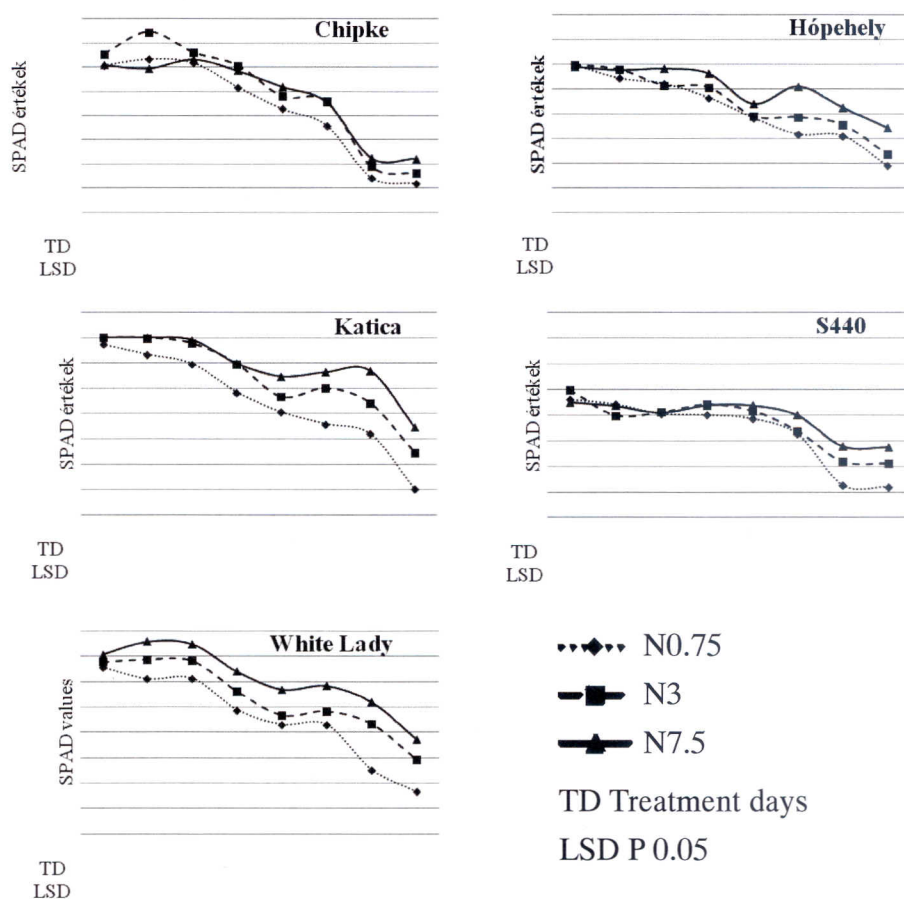 Chipke
SPAD értékek
TD
LSD
Hópehely
SPAD értékek
TD
LSD
Katica
SPAD értékek
TD
LSD
S440
SPAD értékek
TD
LSD
White Lady
SPAD values
TD
LSD
N0.75
N3
N7.5
TD Treatment days
LSD P 0.05